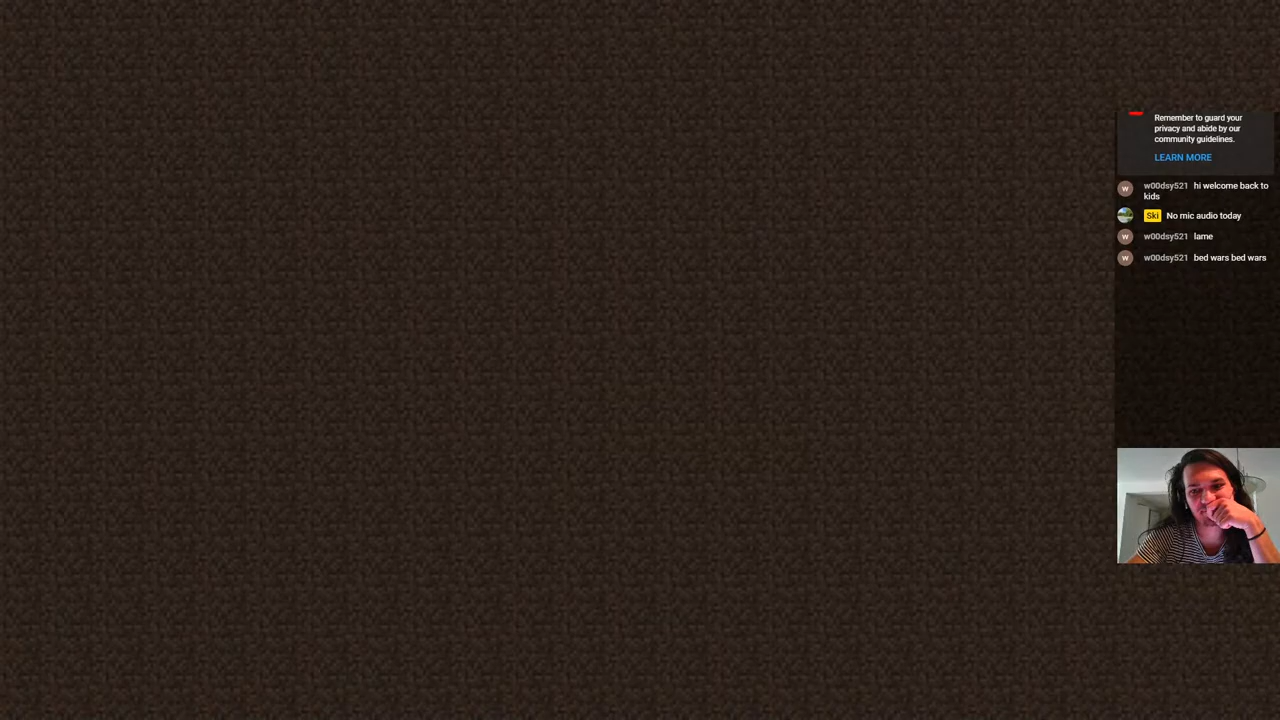 Remember to guard your
privacy and abide by our
community guidelines.
LEARN MORE
w00dsy521 hi welcome back to
kids
Ski No mic audio today
w00dsy521 lame
w00dsy521 bed wars bed wars